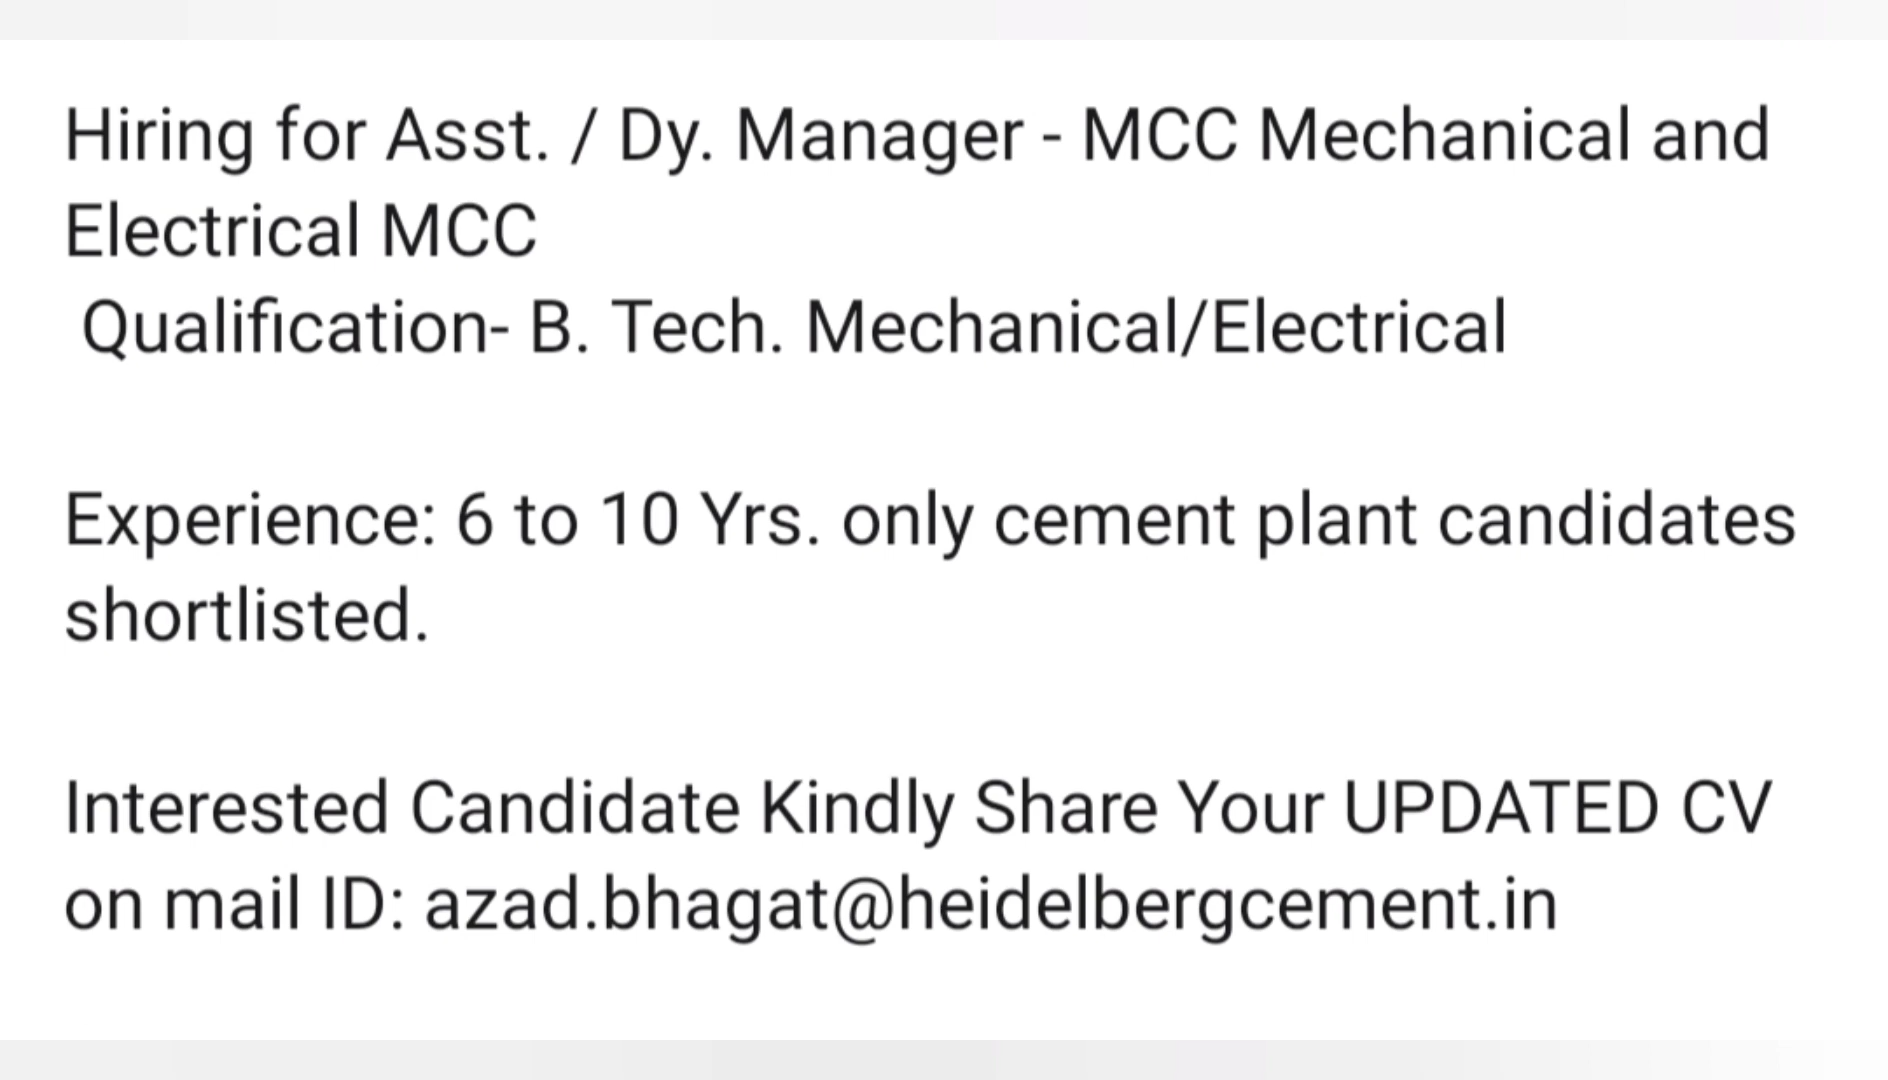 Hiring for Asst. / Dy. Manager - MCC Mechanical and
Electrical MCC
Qualification- B. Tech. Mechanical/Electrical
Experience: 6 to 10 Yrs. only cement plant candidates
shortlisted.
Interested Candidate Kindly Share Your UPDATED CV
on mail ID: azad.bhagat@heidelbergcement.in